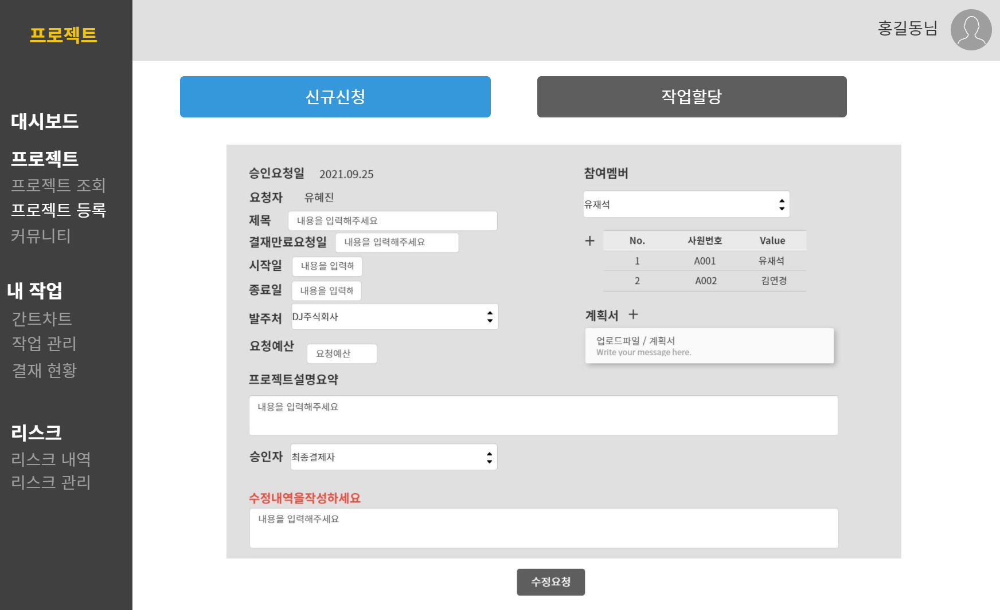 프로젝트
홍길동님
대시보드
프로젝트
프로젝트 조회
프로젝트 등록
커뮤니티
내 작업
간트차트
작업 관리
결재 현황
리스크
리스크 내역
리스크 관리
신규신청
작업할당
승인요청일 2021.09.25
요청자 유혜진
제목 내용을 입력해주세요
결재만료요청일 내용을 입력해주세요
시작일 내용을 입력하
종료일 내용을 입력하
발주처 DJ주식회사
요청예산 요청예산
참여멤버
유재석
+ No. 사원번호 Value
1 A001 유재석
2 A002 김연경
계획서 +
업로드파일 / 계획서
Write your message here.
프로젝트설명요약
내용을 입력해주세요
승인자 최종결제자
수정내역을작성하세요
내용을 입력해주세요
수정요청